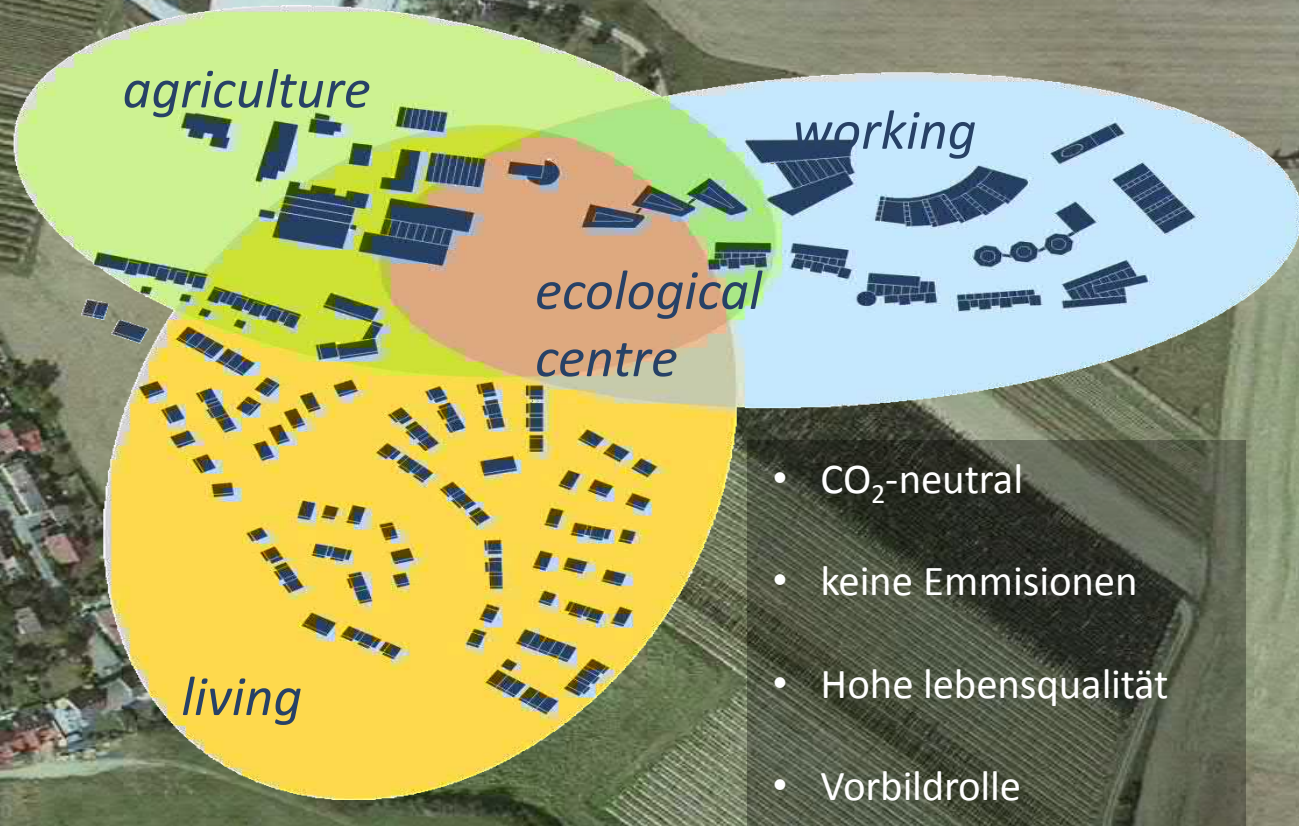 agriculture
working
ecological
centre
living
• CO₂-neutral
• keine Emmisionen
• Hohe lebensqualität
• Vorbildrolle